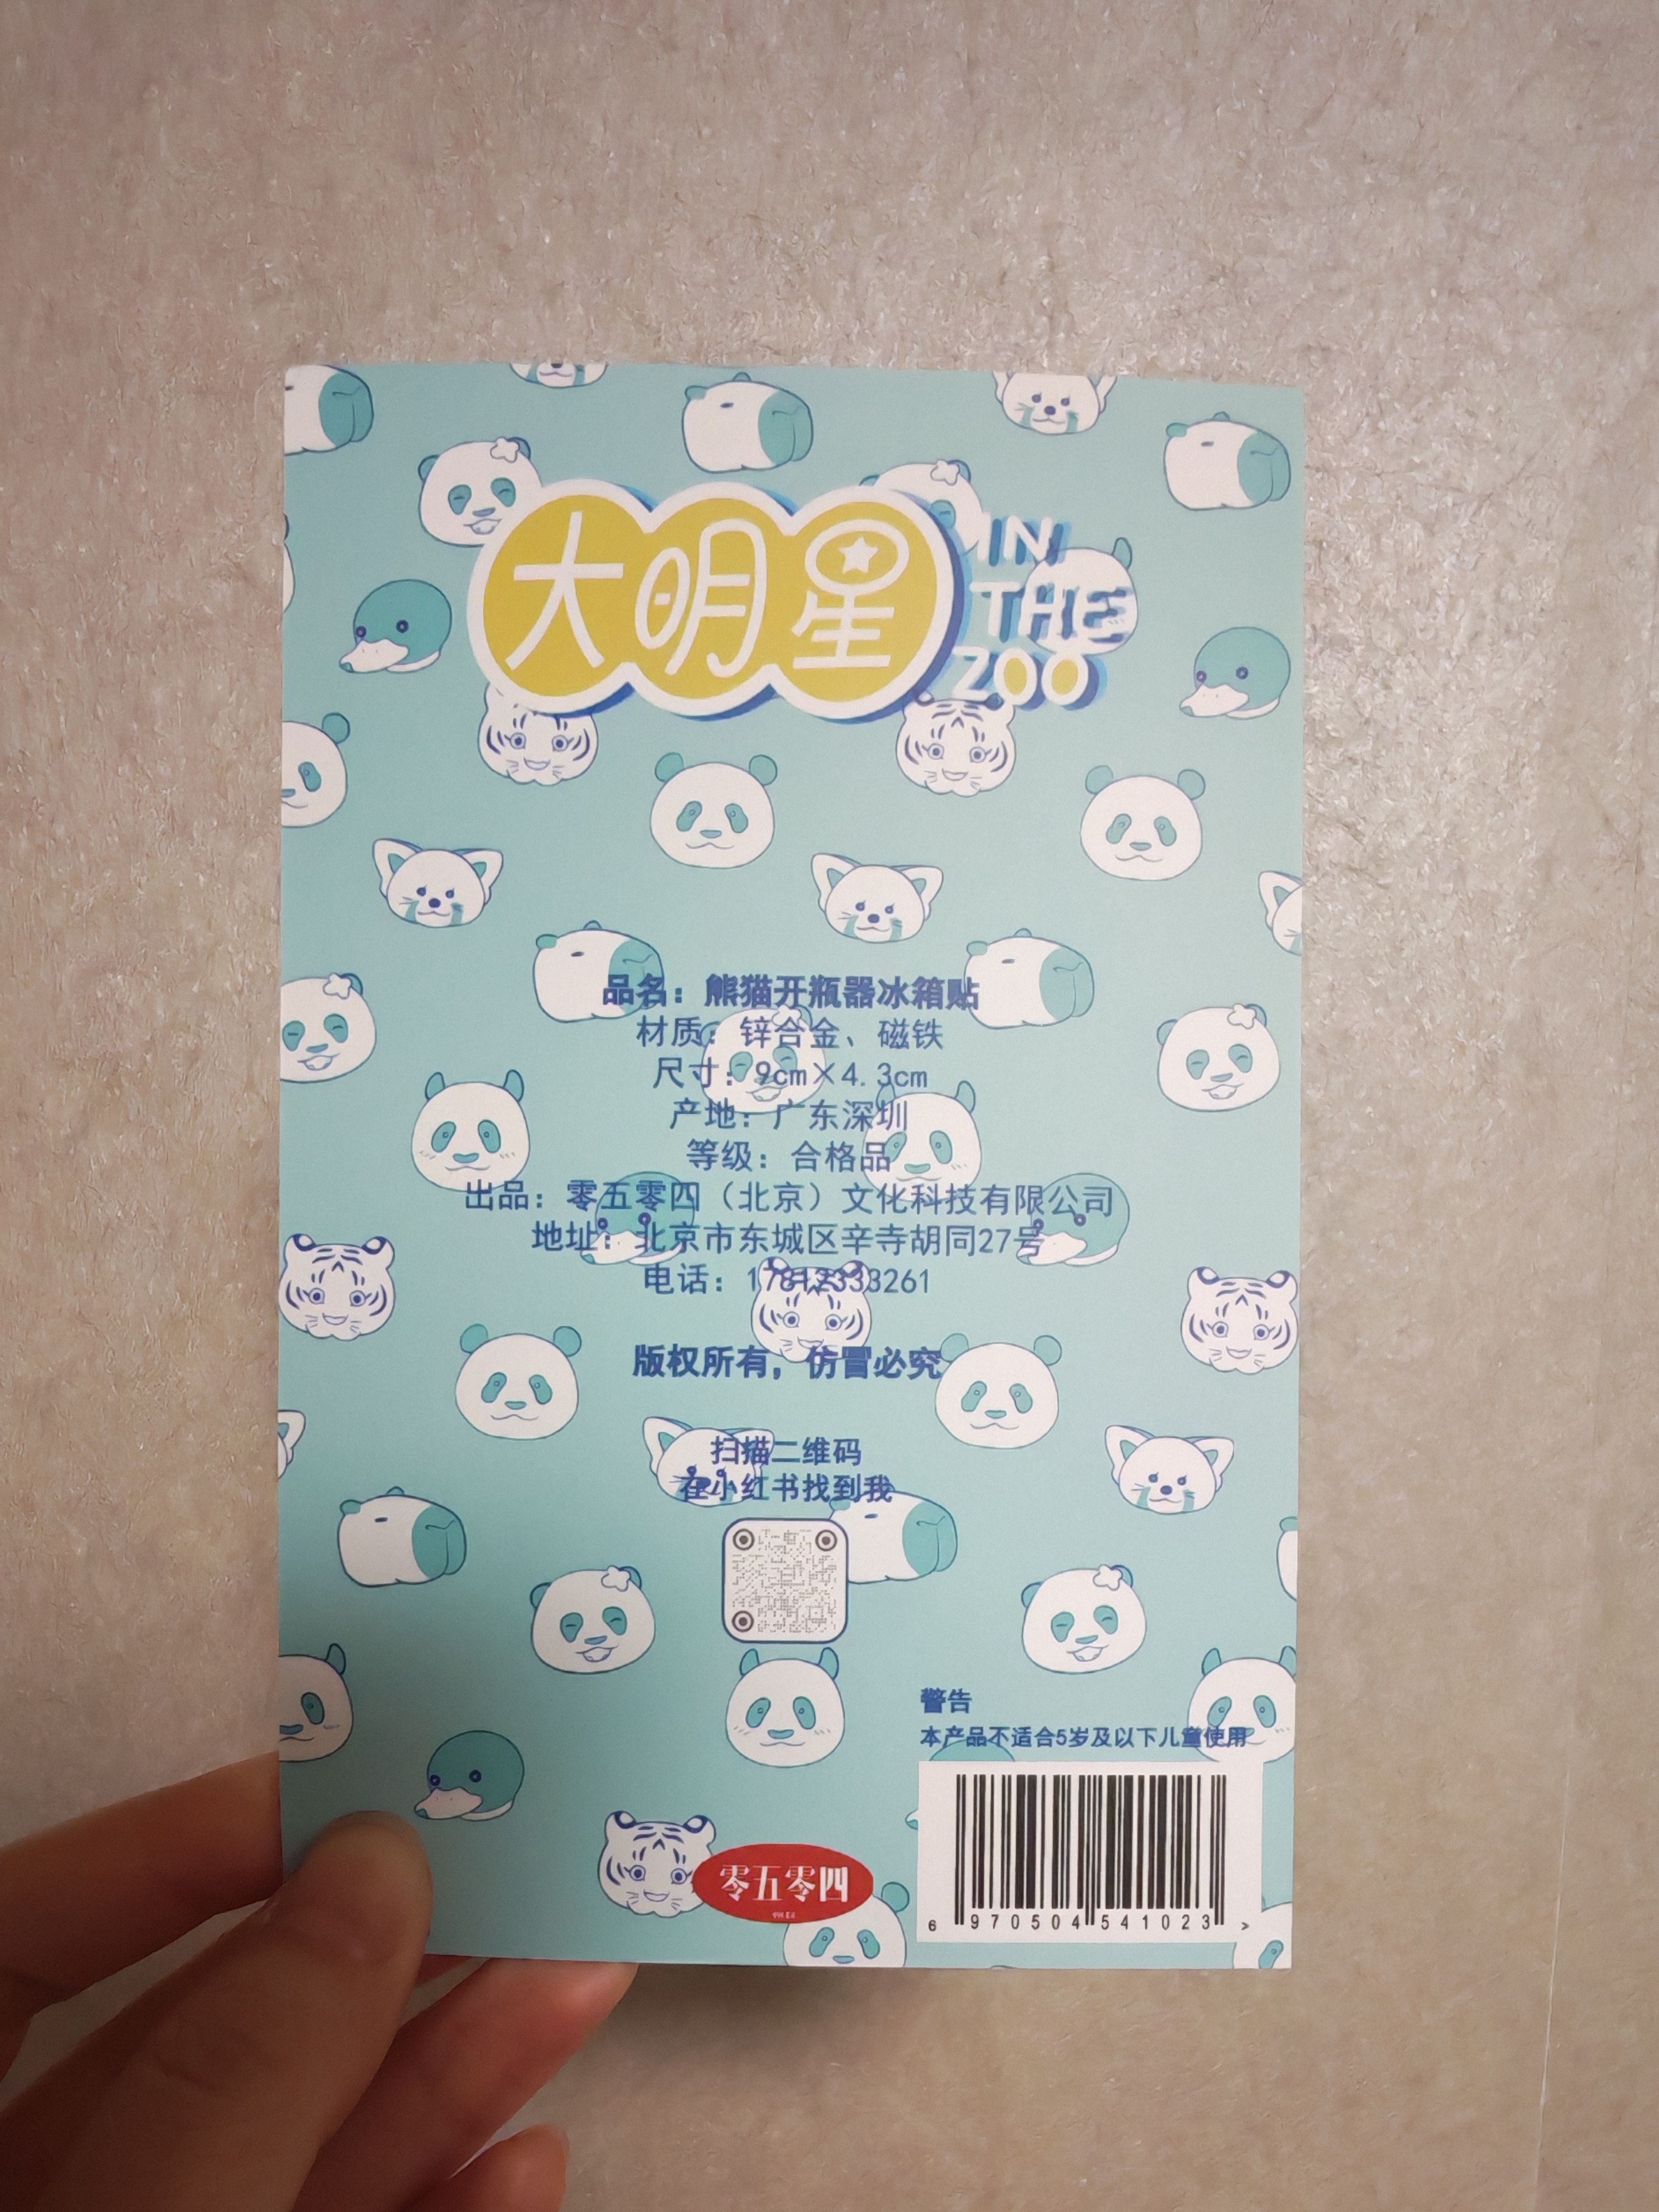 大明星
IN
THE
ZOO
品名：熊猫开瓶器冰箱贴
材质：锌合金、磁铁
尺寸：9cm×4.3cm
产地：广东深圳
等级：合格品
出品：零五零四（北京）文化科技有限公司
地址：北京市东城区辛寺胡同27号
电话：17812333261
版权所有，仿冒必究
扫描二维码
在小红书找到我
警告
本产品不适合5岁及以下儿童使用
零五零四
6 970504 541023 >